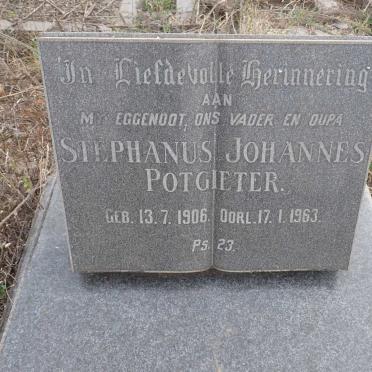 In Liefdevolle Herinnering
AAN
MY EGGENOOT, ONS VADER EN OUPA
STEPHANUS JOHANNES
POTGIETER.
GEB. 13.7.1906. OORL. 17.1.1963.
Ps. 23.